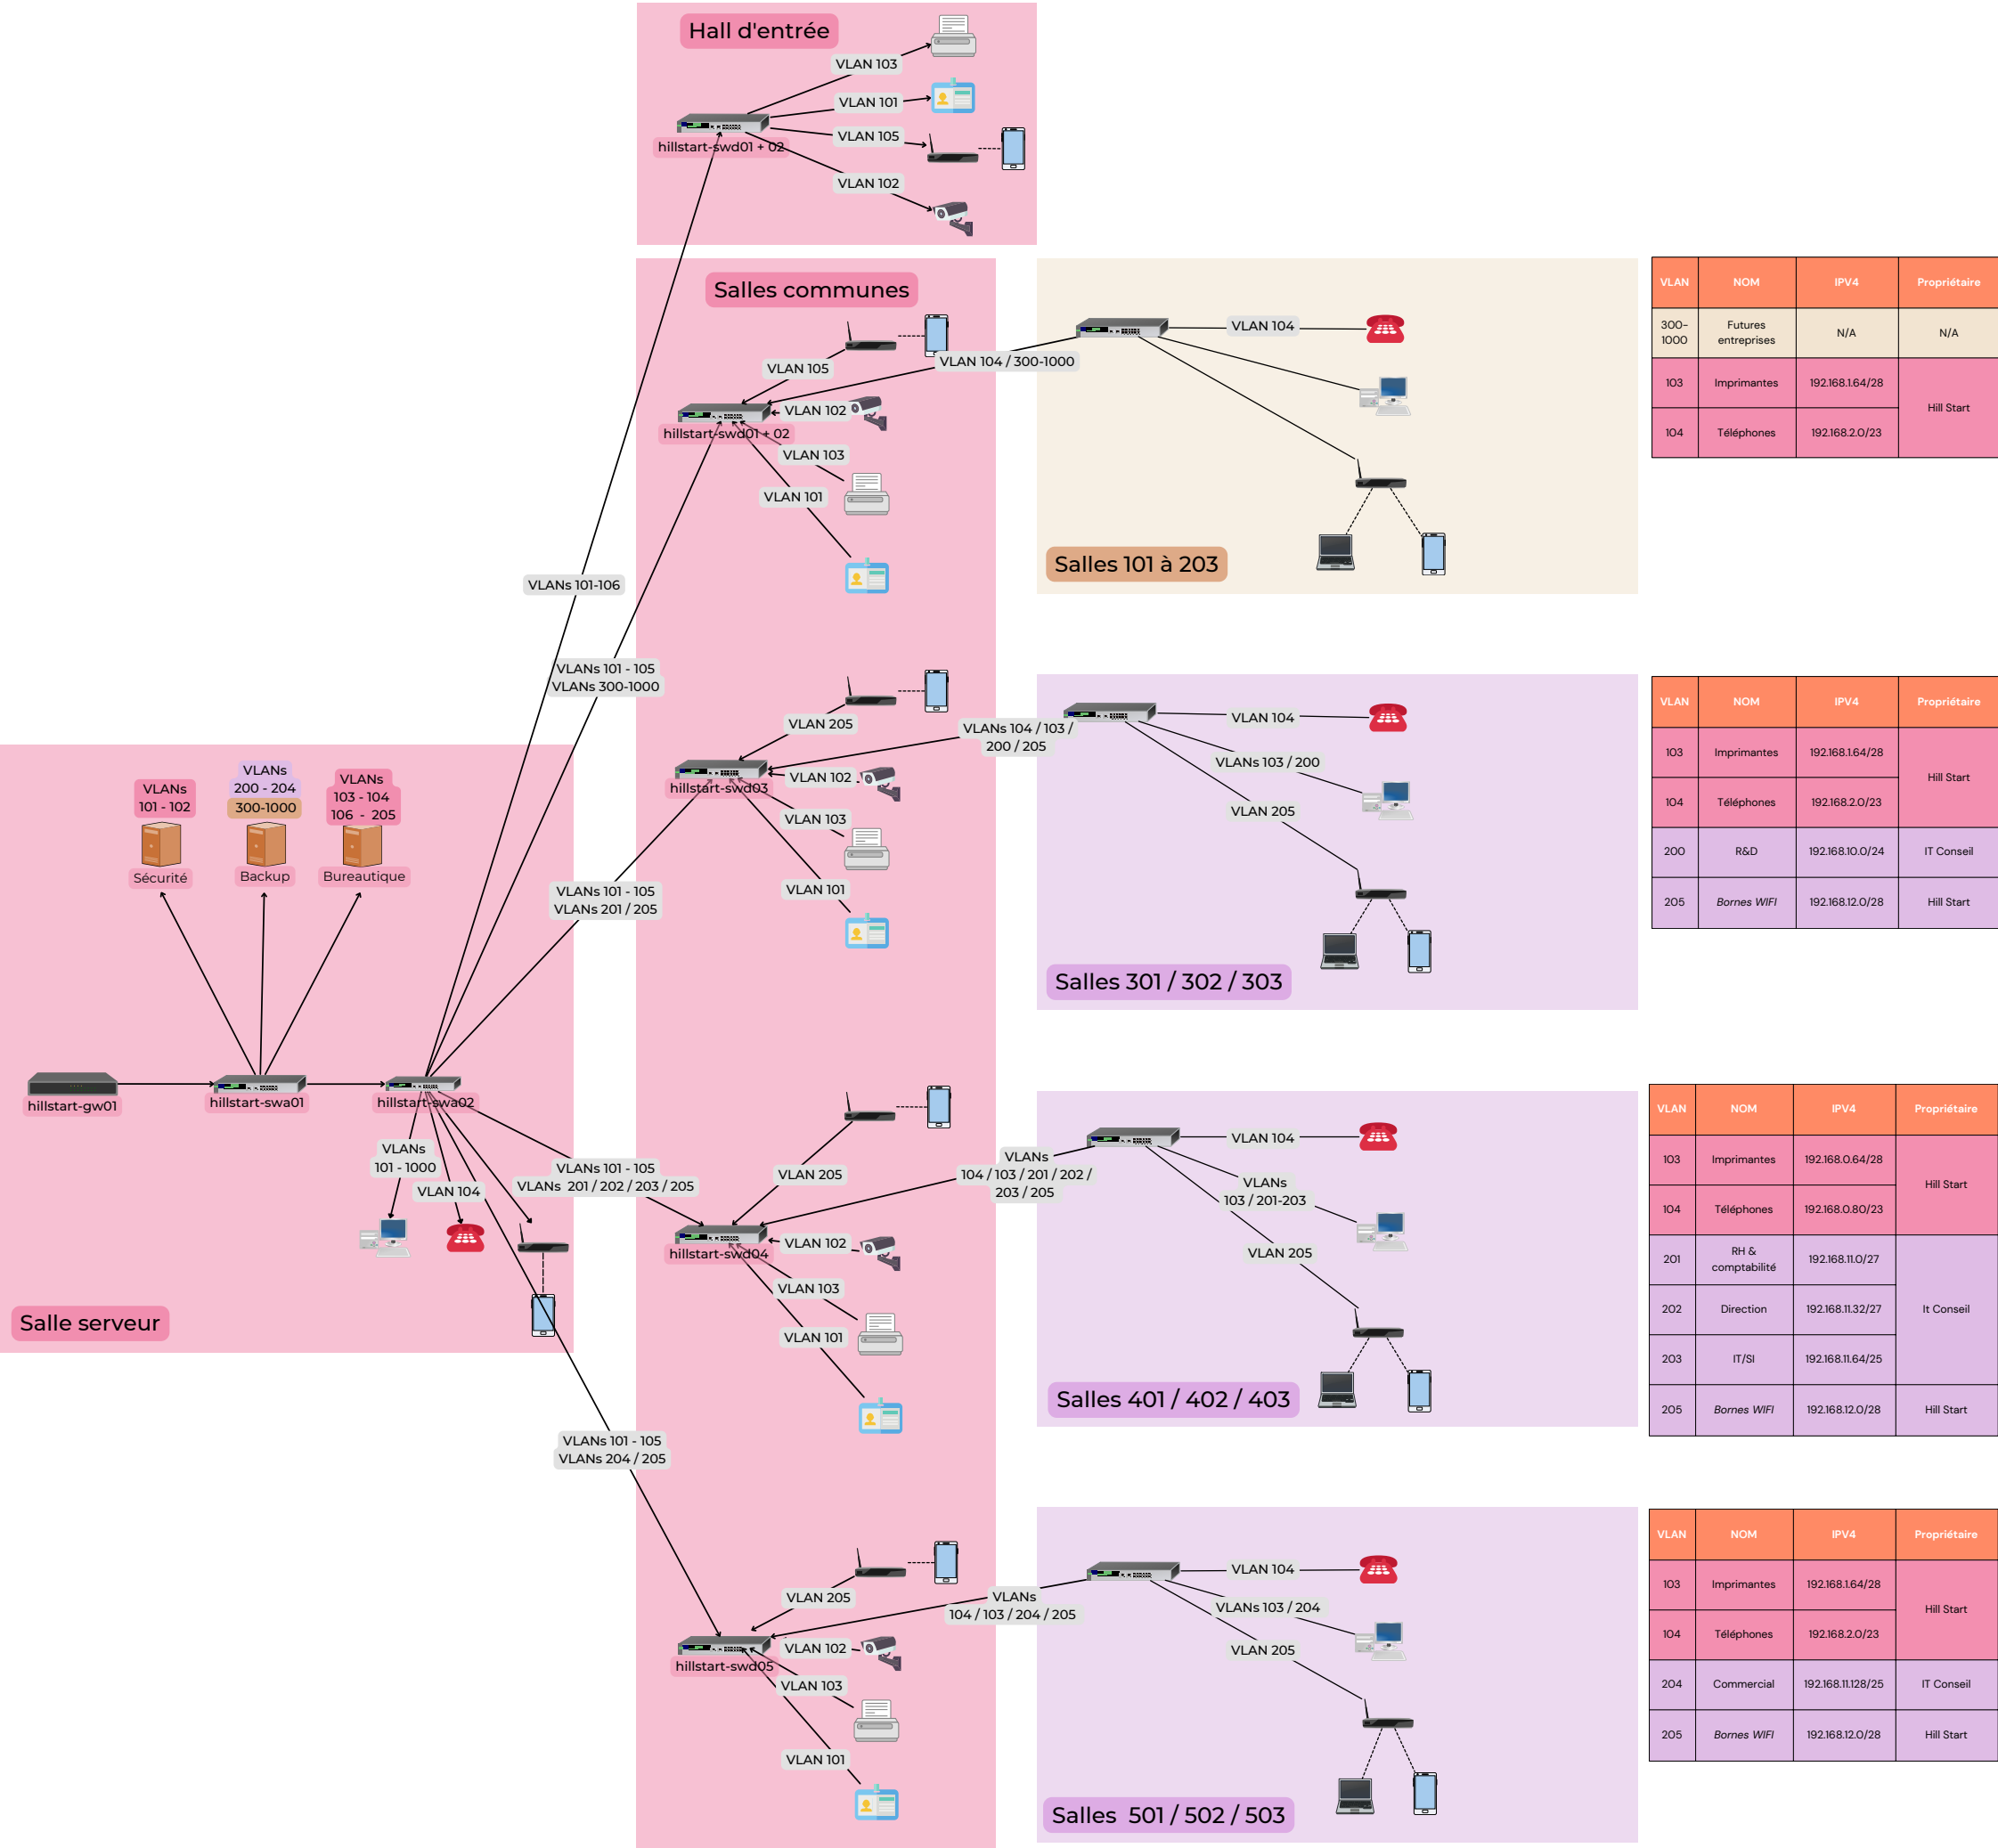 Hall d'entrée
VLAN 103
VLAN 101
VLAN 105
VLAN 102
hillstart-swd01 + 02
Salles communes
VLAN 105
VLAN 104 / 300-1000
VLAN 102
hillstart-swd01 + 02
VLAN 103
VLAN 101
VLAN 104
Salles 101 à 203
VLAN NOM IPV4 Propriétaire
300-
1000
Futures
entreprises
N/A N/A
103 Imprimantes 192.168.1.64/28
Hill Start
104 Téléphones 192.168.2.0/23
VLANs 101-106
VLANs 101 - 105
VLANs 300-1000
VLAN 205
VLANs 104 / 103 /
200 / 205
VLAN 102
hillstart-swd03
VLAN 103
VLAN 101
VLAN 104
VLANs 103 / 200
VLAN 205
Salles 301 / 302 / 303
VLAN NOM IPV4 Propriétaire
103 Imprimantes 192.168.1.64/28
Hill Start
104 Téléphones 192.168.2.0/23
200 R&D 192.168.10.0/24 IT Conseil
205 Bornes WIFI 192.168.12.0/28 Hill Start
VLANs
101 - 102
Sécurité
VLANs
200 - 204
300-1000
Backup
VLANs
103 - 104
106 - 205
Bureautique
VLANs 101 - 105
VLANs 201 / 205
hillstart-gw01
hillstart-swa01
hillstart-swa02
VLANs
101 - 1000
VLAN 104
VLANs 101 - 105
VLANs 201 / 202 / 203 / 205
Salle serveur
VLAN 205
VLANs
104 / 103 / 201 / 202 /
203 / 205
VLAN 102
hillstart-swd04
VLAN 103
VLAN 101
VLAN 104
VLANs
103 / 201-203
VLAN 205
Salles 401 / 402 / 403
VLAN NOM IPV4 Propriétaire
103 Imprimantes 192.168.0.64/28
Hill Start
104 Téléphones 192.168.0.80/23
201
RH &
comptabilité
192.168.11.0/27
202 Direction 192.168.11.32/27 It Conseil
203 IT/SI 192.168.11.64/25
205 Bornes WIFI 192.168.12.0/28 Hill Start
VLANs 101 - 105
VLANs 204 / 205
VLAN 205
VLANs
104 / 103 / 204 / 205
VLAN 102
hillstart-swd05
VLAN 103
VLAN 101
VLAN 104
VLANs 103 / 204
VLAN 205
Salles 501 / 502 / 503
VLAN NOM IPV4 Propriétaire
103 Imprimantes 192.168.1.64/28
Hill Start
104 Téléphones 192.168.2.0/23
204 Commercial 192.168.11.128/25 IT Conseil
205 Bornes WIFI 192.168.12.0/28 Hill Start